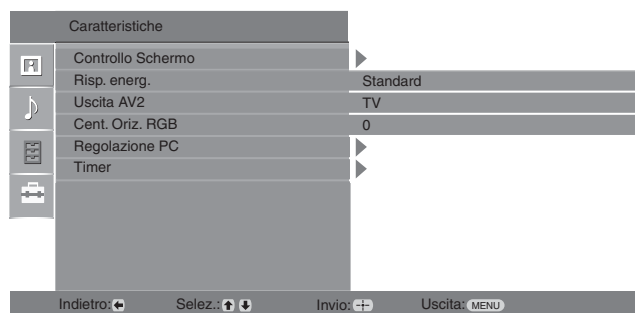 Caratteristiche
Controllo Schermo
Risp. energ. Standard
Uscita AV2 TV
Cent. Oriz. RGB 0
Regolazione PC
Timer
Indietro: Selez.: Invio: Uscita: MENU